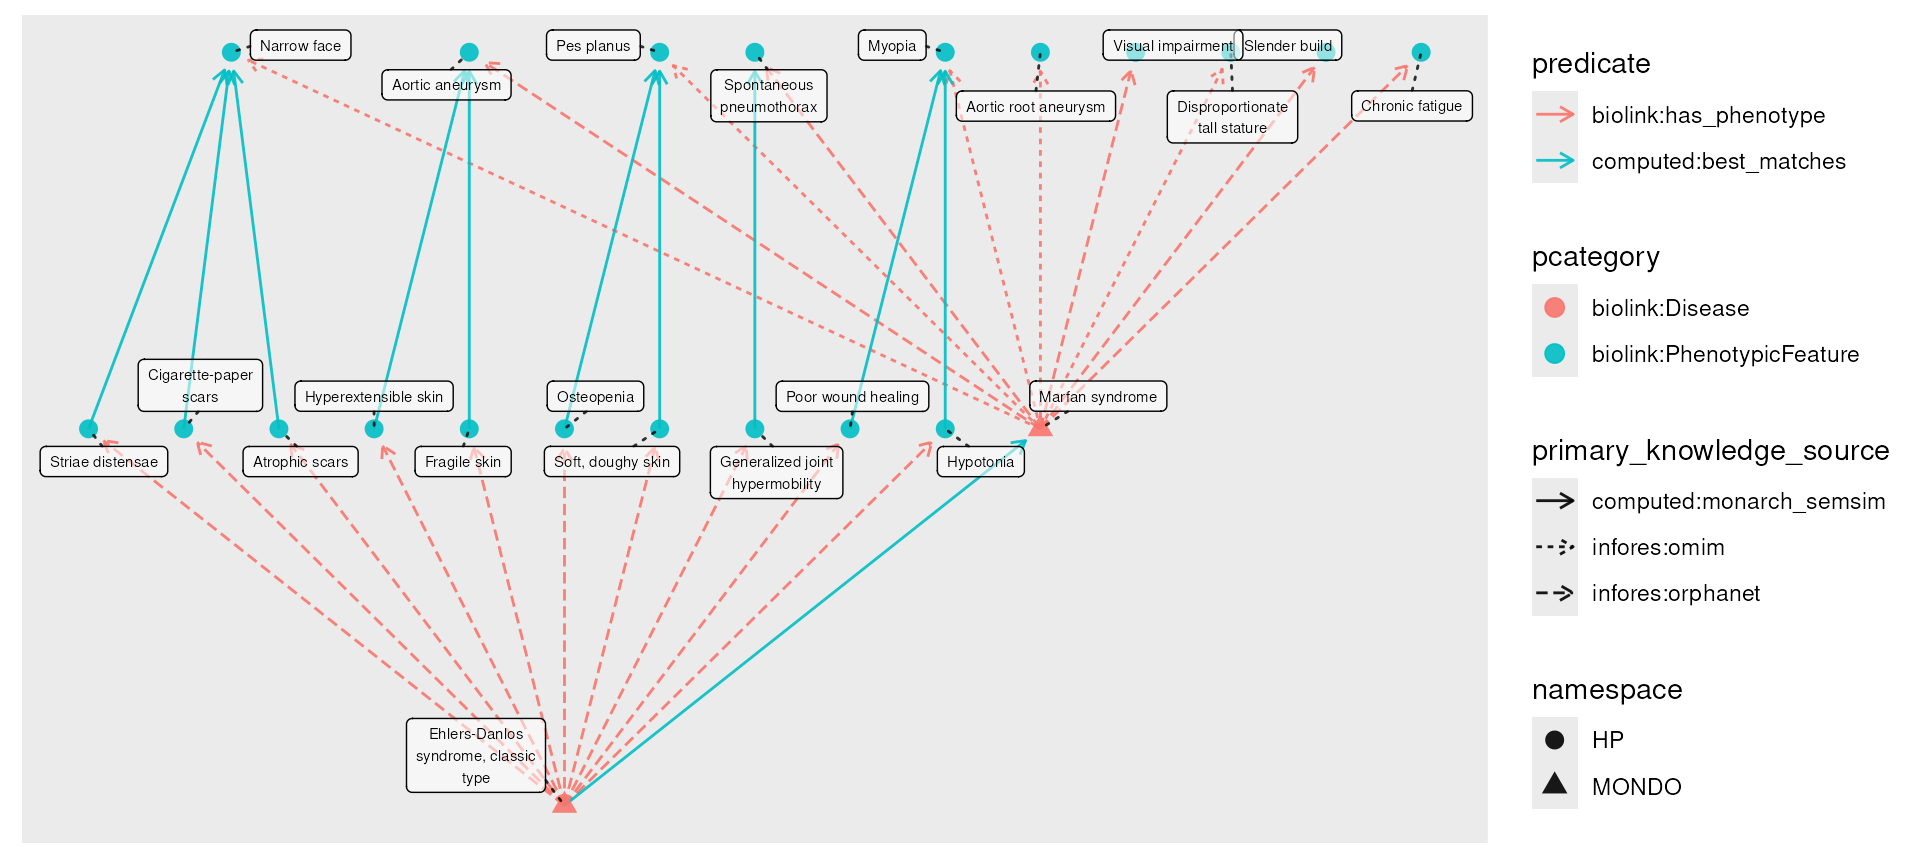 Narrow face
Pes planus
Myopia
Visual impairment
Slender build
Aortic aneurysm
Spontaneous
pneumothorax
Aortic root aneurysm
Disproportionate
tall stature
Chronic fatigue
Cigarette-paper
scars
Hyperextensible skin
Osteopenia
Poor wound healing
Marfan syndrome
Striae distensae
Atrophic scars
Fragile skin
Soft, doughy skin
Generalized joint
hypermobility
Hypotonia
Ehlers-Danlos
syndrome, classic
type
predicate
biolink:has_phenotype
computed:best_matches
pcategory
biolink:Disease
biolink:PhenotypicFeature
primary_knowledge_source
computed:monarch_semsim
infores:omim
infores:orphanet
namespace
HP
MONDO